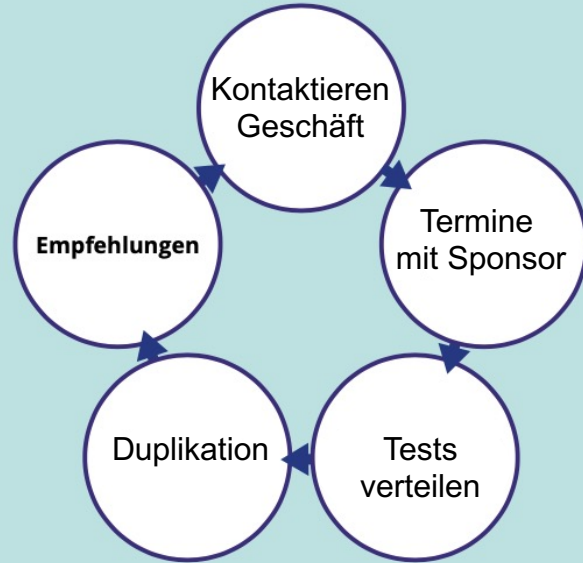 Kontaktieren
Geschäft
Termine
mit Sponsor
Tests
verteilen
Duplikation
Empfehlungen